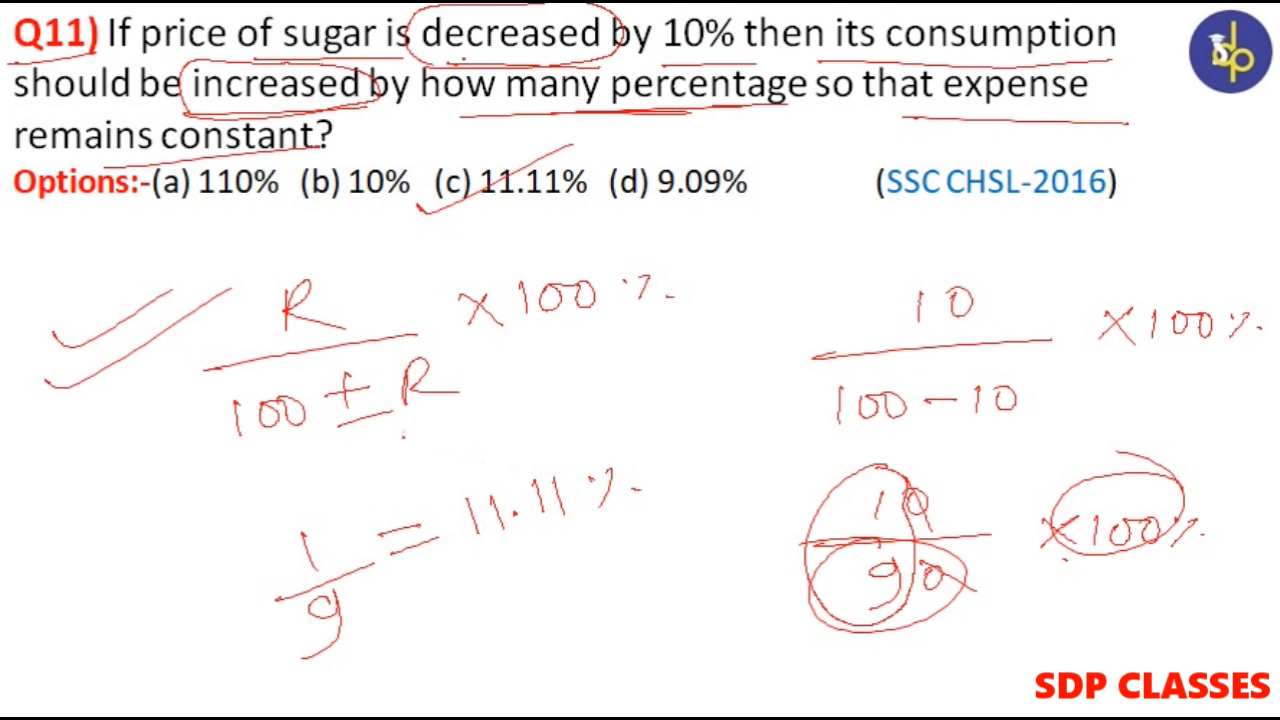 Q11) If price of sugar is decreased by 10% then its consumption
should be increased by how many percentage so that expense
remains constant?
Options:-(a) 110% (b) 10% (c) 11.11% (d) 9.09% (SSC CHSL-2016)
R / 100 ± R × 100 %
10 / 100 - 10 × 100 %
1/9 = 11.11 %
10 / 90 × 100 %
SDP CLASSES